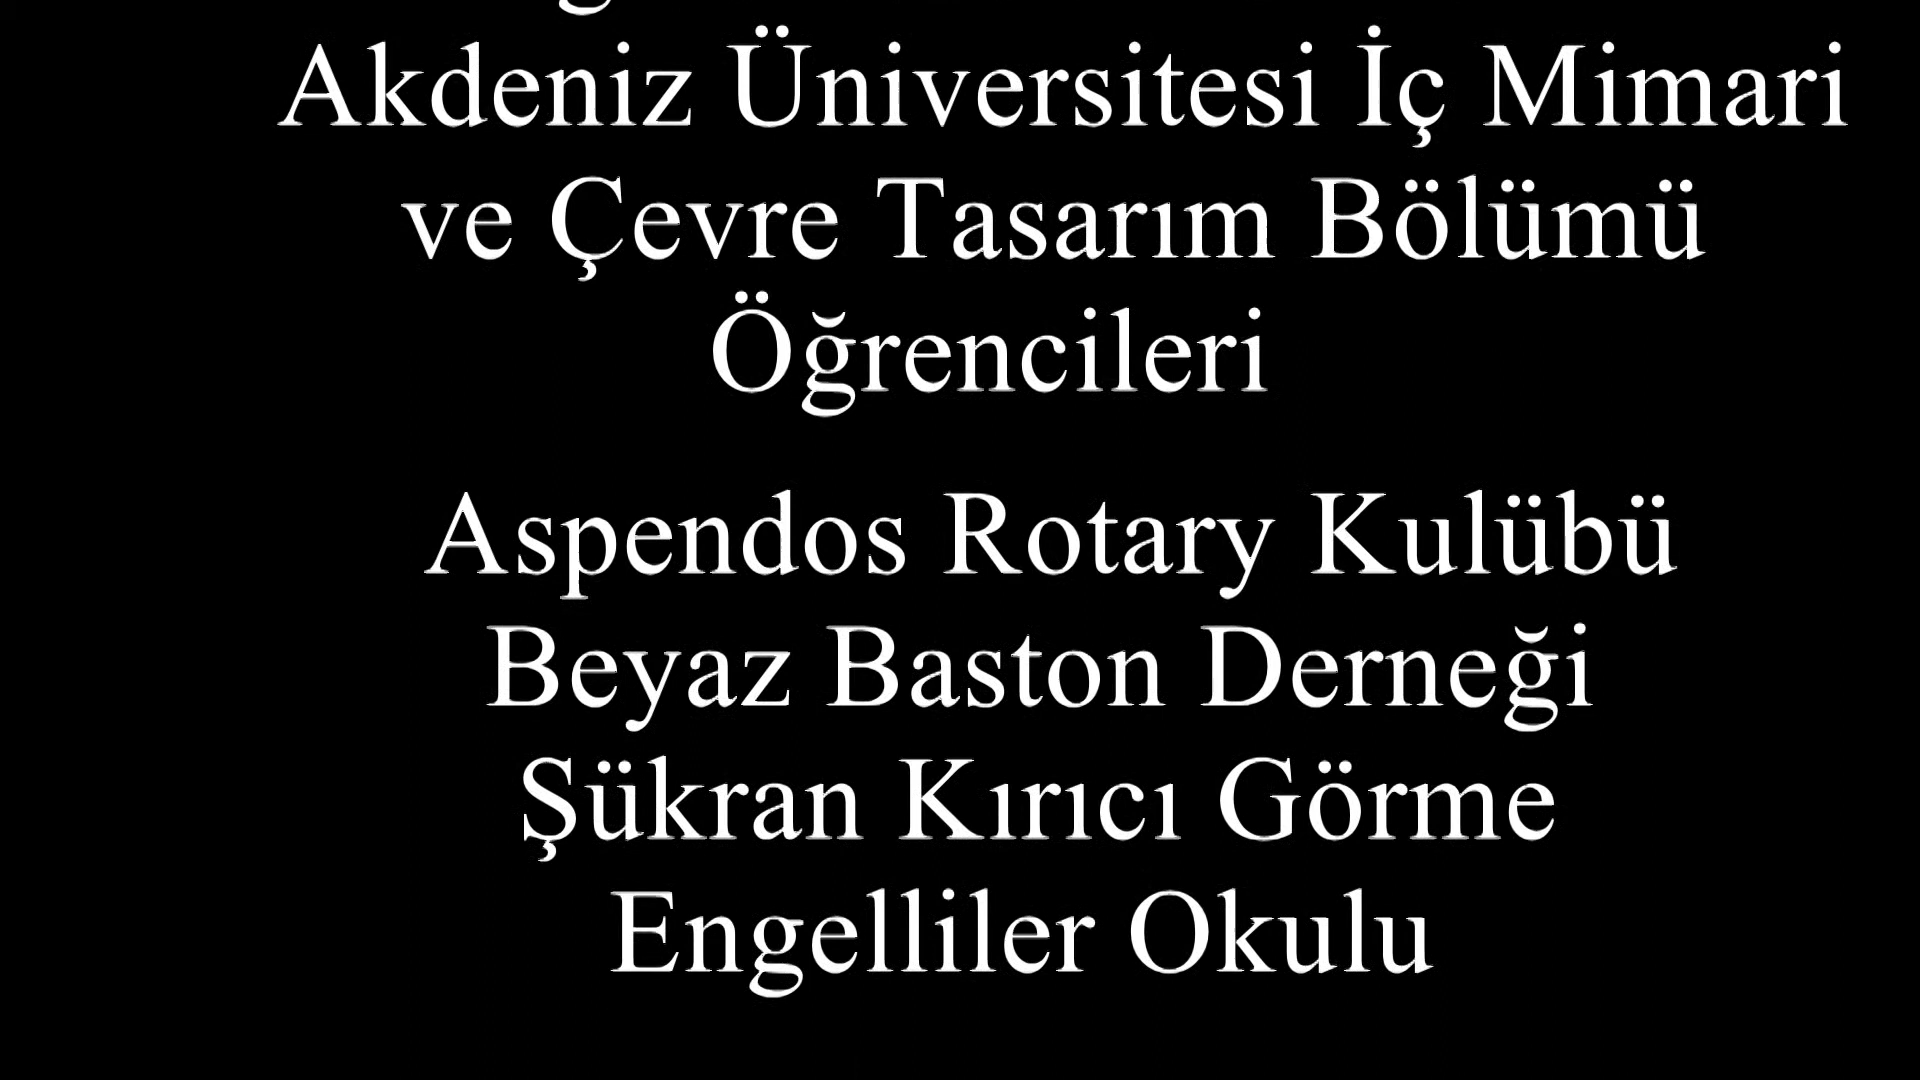 Akdeniz Üniversitesi İç Mimari
ve Çevre Tasarım Bölümü
Öğrencileri
Aspendos Rotary Kulübü
Beyaz Baston Derneği
Şükran Kırıcı Görme
Engelliler Okulu